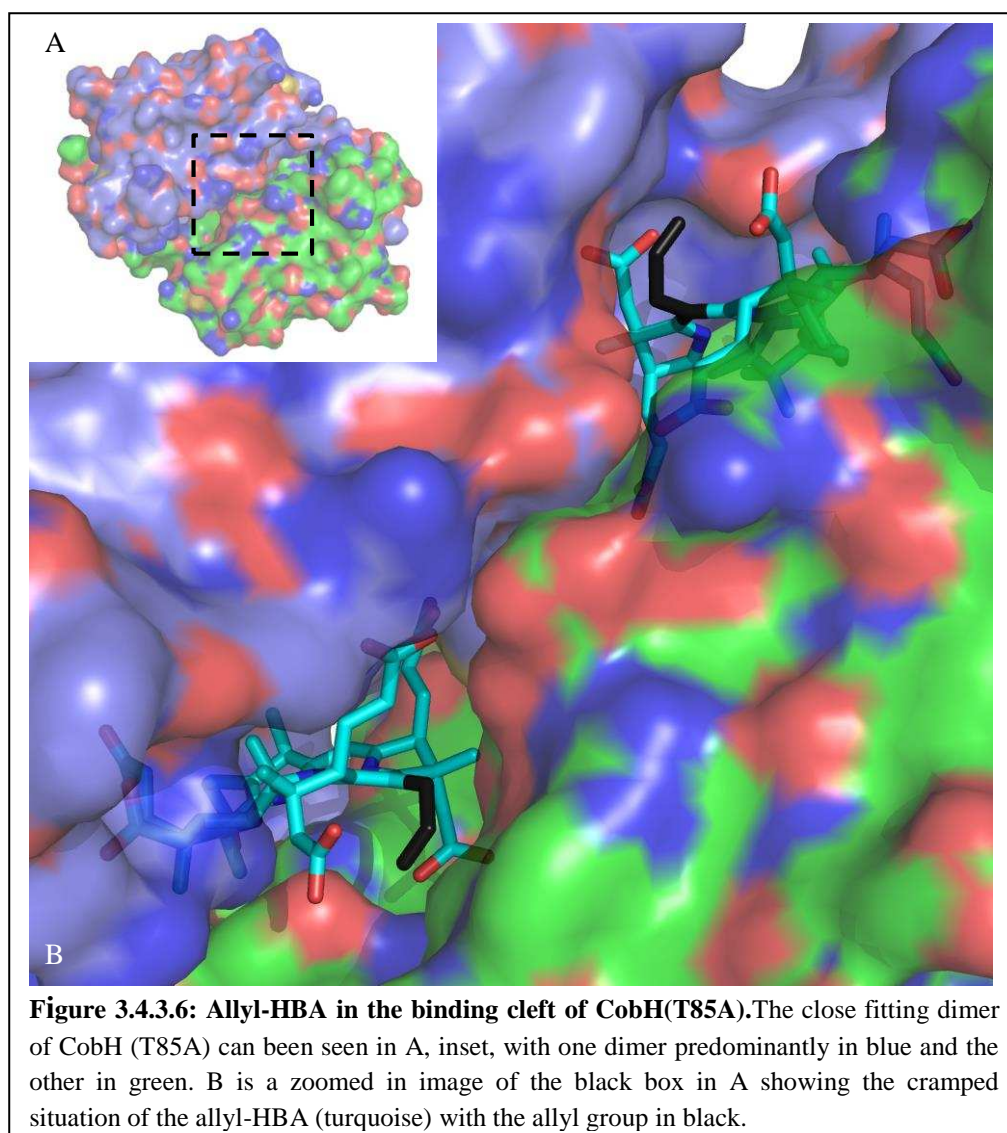 A
B
Figure 3.4.3.6: Allyl-HBA in the binding cleft of CobH(T85A).The close fitting dimer
of CobH (T85A) can been seen in A, inset, with one dimer predominantly in blue and the
other in green. B is a zoomed in image of the black box in A showing the cramped
situation of the allyl-HBA (turquoise) with the allyl group in black.